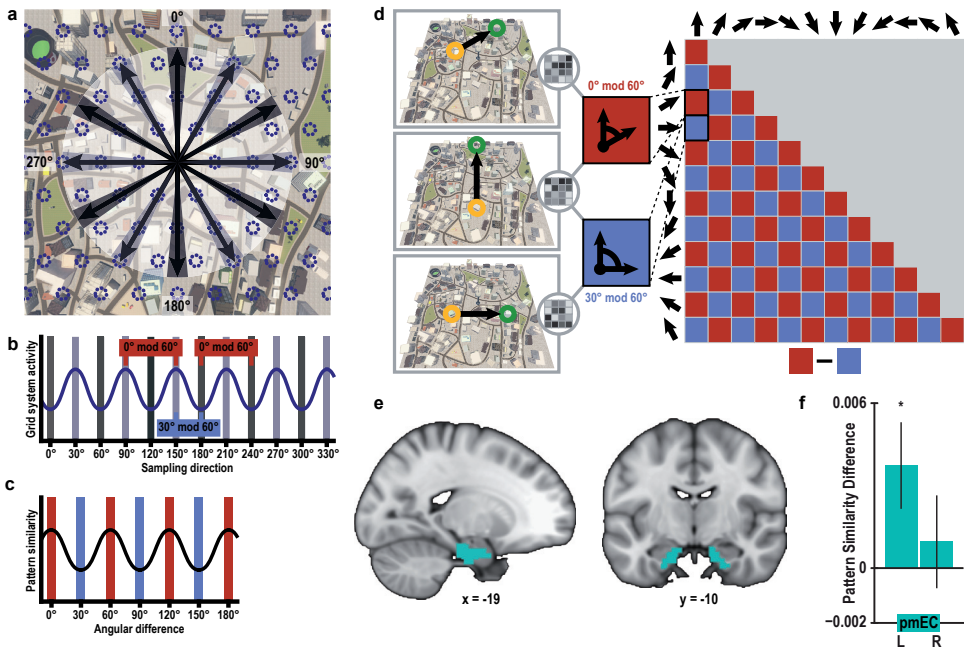 a
0°
270°
90°
180°
b
Grid system activity
0° mod 60°
0° mod 60°
30° mod 60°
0° 30° 60° 90° 120° 150° 180° 210° 240° 270° 300° 330°
Sampling direction
c
Pattern similarity
0° 30° 60° 90° 120° 150° 180°
Angular difference
d
0° mod 60°
30° mod 60°
e
x = -19
y = -10
f
Pattern Similarity Difference
0.006
*
0
−0.002
pmEC
L R